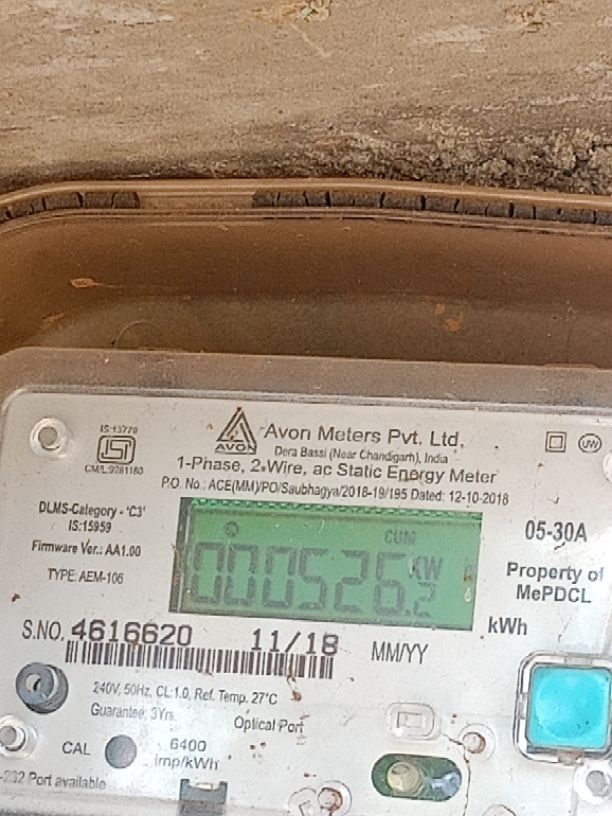 IS:13779
ISI
CM/L:9281180
AVON
Avon Meters Pvt. Ltd.
Dera Bassi (Near Chandigarh), India
1-Phase, 2-Wire, ac Static Energy Meter
P.O. No.: ACE(MM)/PO/Saubhagya/2018-19/195 Dated: 12-10-2018
UW
DLMS-Category - 'C3'
IS:15959
Firmware Ver.: AA1.00
TYPE: AEM-106
CUM
000526.2
KW
05-30A
Property of
MePDCL
kWh
S.NO. 4616620 11/18 MM/YY
240V, 50Hz, CL:1.0, Ref. Temp. 27°C
Guarantee: 3Yrs.
Optical Port
CAL
6400
imp/kWh
-232 Port available